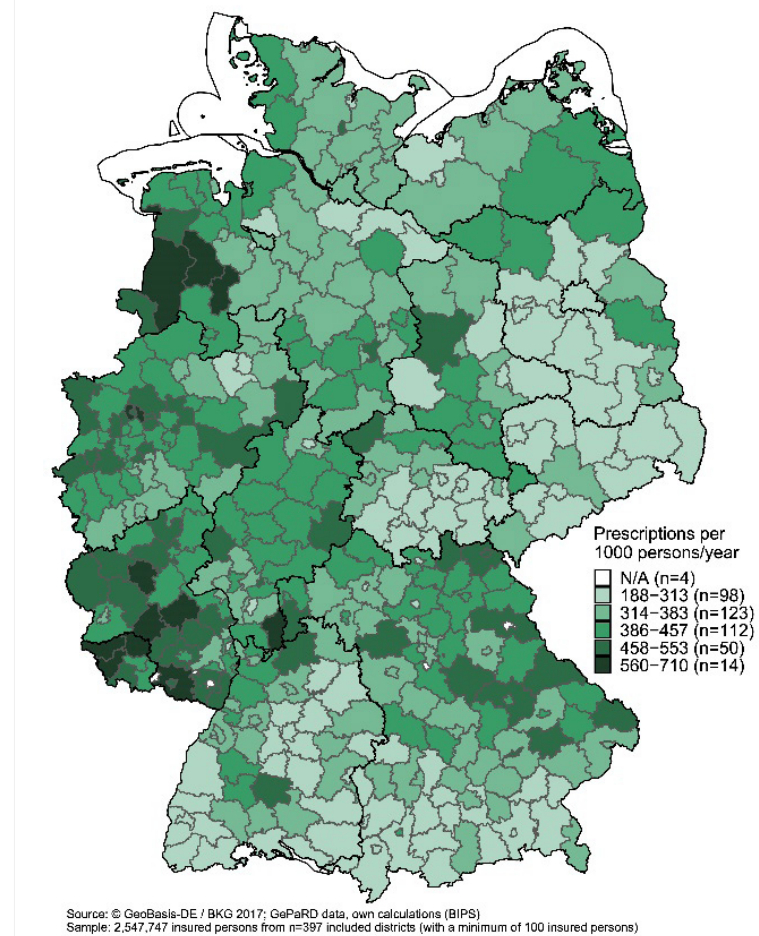 Prescriptions per
1000 persons/year
N/A (n=4)
188–313 (n=98)
314–383 (n=123)
386–457 (n=112)
458–553 (n=50)
560–710 (n=14)
Source: © GeoBasis-DE / BKG 2017; GePaRD data, own calculations (BIPS)
Sample: 2,547,747 insured persons from n=397 included districts (with a minimum of 100 insured persons)